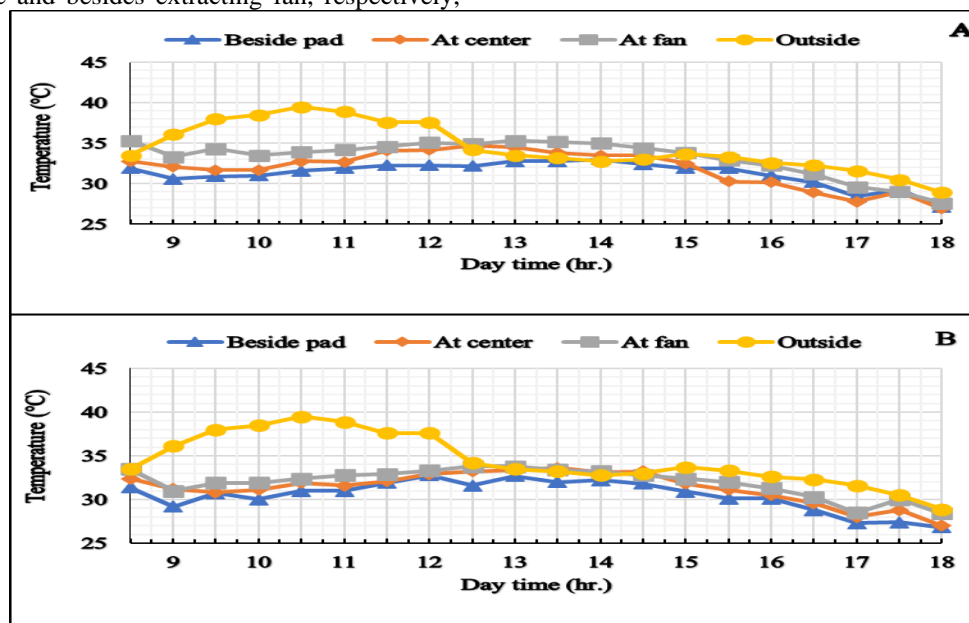 and besides extracting fan, respectively,
Beside pad At center At fan Outside A
45
40
35
30
25
Temperature (°C)
9 10 11 12 13 14 15 16 17 18
Day time (hr.)
Beside pad At center At fan Outside B
45
40
35
30
25
Temperature (°C)
9 10 11 12 13 14 15 16 17 18
Day time (hr.)